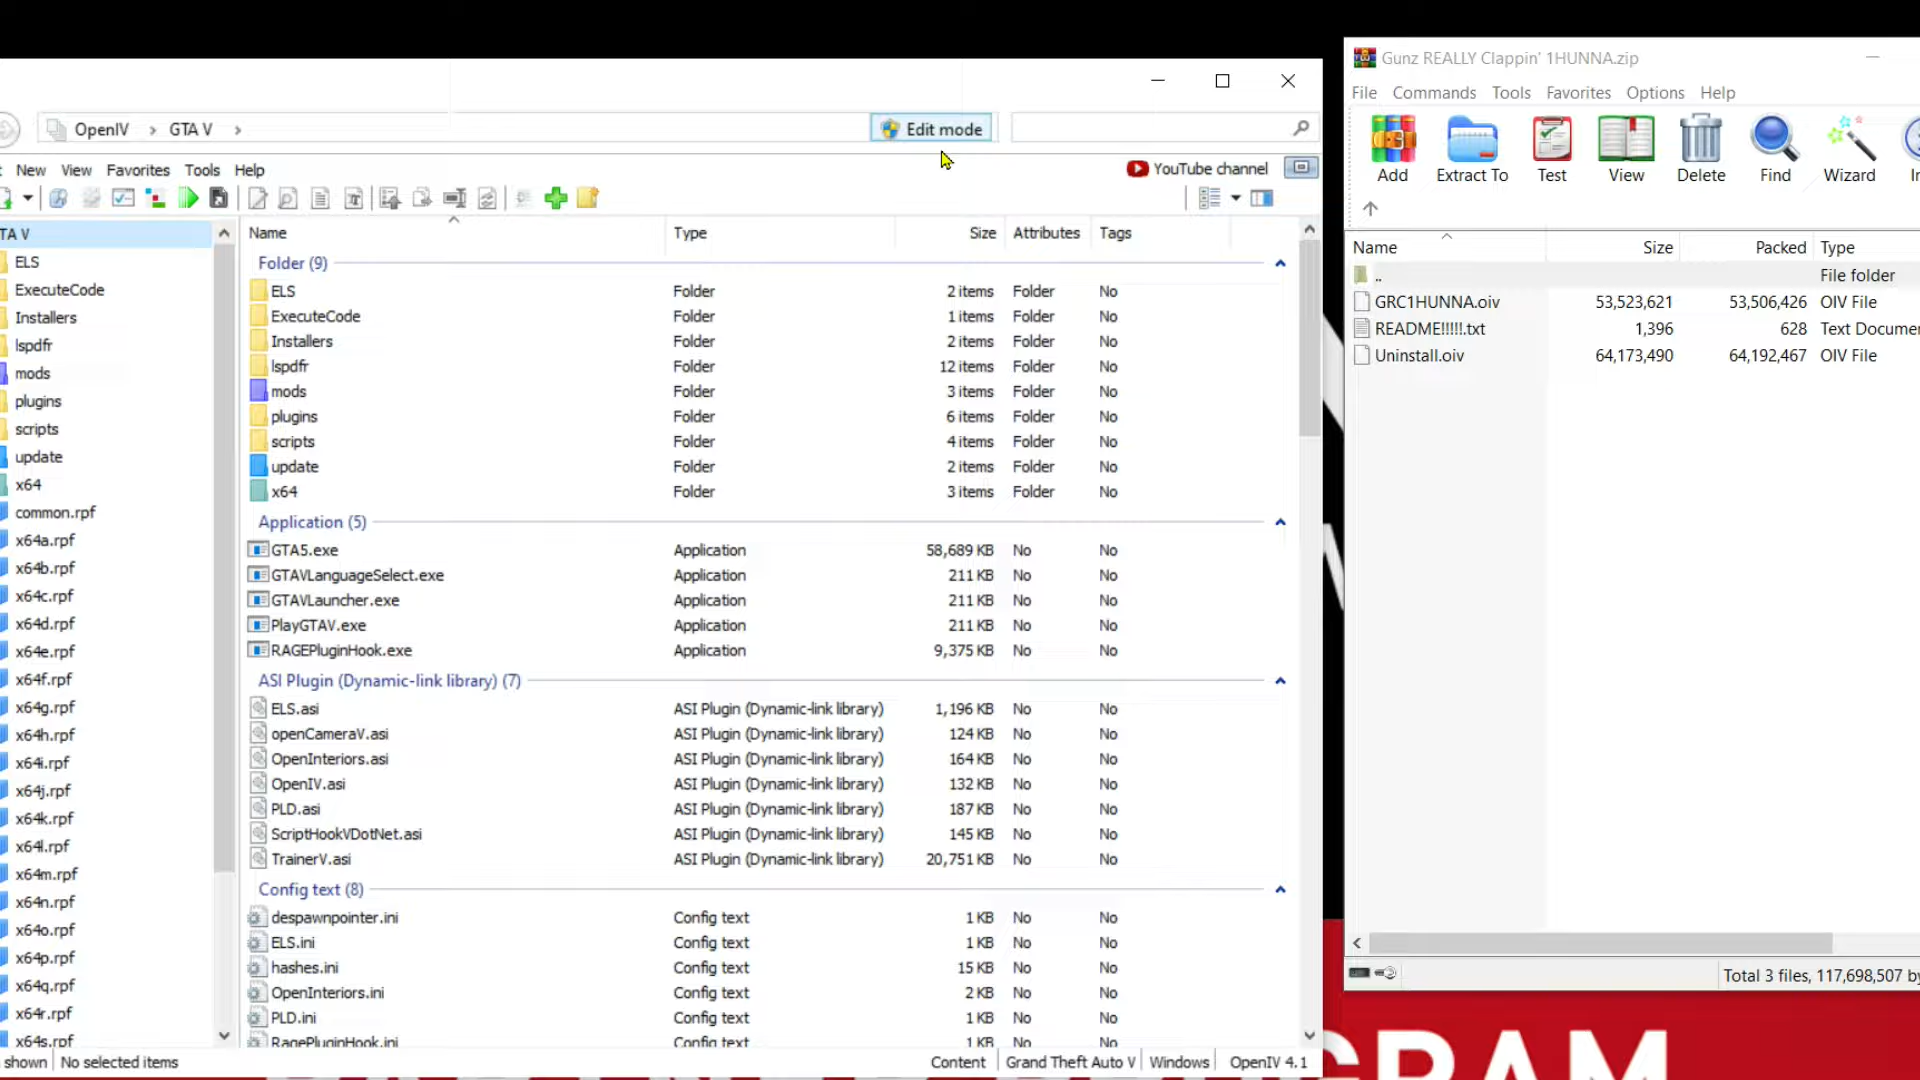 OpenIV > GTA V >
Edit mode
New View Favorites Tools Help
YouTube channel
TA V
ELS
ExecuteCode
Installers
lspdfr
mods
plugins
scripts
update
x64
common.rpf
x64a.rpf
x64b.rpf
x64c.rpf
x64d.rpf
x64e.rpf
x64f.rpf
x64g.rpf
x64h.rpf
x64i.rpf
x64j.rpf
x64k.rpf
x64l.rpf
x64m.rpf
x64n.rpf
x64o.rpf
x64p.rpf
x64q.rpf
x64r.rpf
x64s.rpf
Name Type Size Attributes Tags
Folder (9)
ELS Folder 2 items Folder No
ExecuteCode Folder 1 items Folder No
Installers Folder 2 items Folder No
lspdfr Folder 12 items Folder No
mods Folder 3 items Folder No
plugins Folder 6 items Folder No
scripts Folder 4 items Folder No
update Folder 2 items Folder No
x64 Folder 3 items Folder No
Application (5)
GTA5.exe Application 58,689 KB No No
GTAVLanguageSelect.exe Application 211 KB No No
GTAVLauncher.exe Application 211 KB No No
PlayGTAV.exe Application 211 KB No No
RAGEPluginHook.exe Application 9,375 KB No No
ASI Plugin (Dynamic-link library) (7)
ELS.asi ASI Plugin (Dynamic-link library) 1,196 KB No No
openCameraV.asi ASI Plugin (Dynamic-link library) 124 KB No No
OpenInteriors.asi ASI Plugin (Dynamic-link library) 164 KB No No
OpenIV.asi ASI Plugin (Dynamic-link library) 132 KB No No
PLD.asi ASI Plugin (Dynamic-link library) 187 KB No No
ScriptHookVDotNet.asi ASI Plugin (Dynamic-link library) 145 KB No No
TrainerV.asi ASI Plugin (Dynamic-link library) 20,751 KB No No
Config text (8)
despawnpointer.ini Config text 1 KB No No
ELS.ini Config text 1 KB No No
hashes.ini Config text 15 KB No No
OpenInteriors.ini Config text 2 KB No No
PLD.ini Config text 1 KB No No
RagePluginHook.ini Config text 1 KB No No
shown No selected items
Content Grand Theft Auto V Windows OpenIV 4.1
Gunz REALLY Clappin' 1HUNNA.zip
File Commands Tools Favorites Options Help
Add Extract To Test View Delete Find Wizard
Name Size Packed Type
.. File folder
GRC1HUNNA.oiv 53,523,621 53,506,426 OIV File
README!!!!!.txt 1,396 628 Text Docume
Uninstall.oiv 64,173,490 64,192,467 OIV File
Total 3 files, 117,698,507 by
GRAM